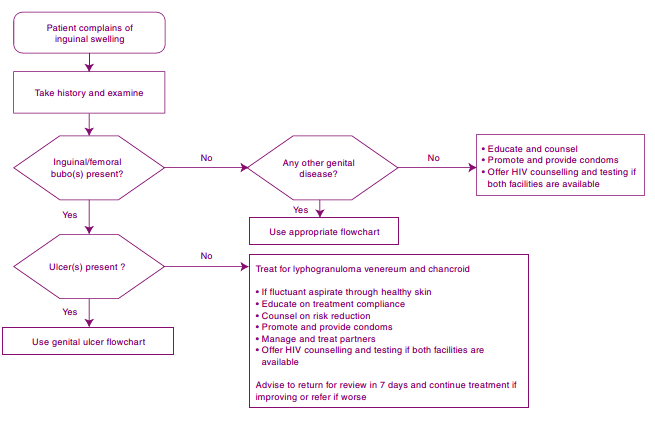 Patient complains of
inguinal swelling
Take history and examine
Inguinal/femoral
bubo(s) present?
No
Any other genital
disease?
No
• Educate and counsel
• Promote and provide condoms
• Offer HIV counselling and testing if
both facilities are available
Yes
Yes
Use appropriate flowchart
Ulcer(s) present ?
No
Treat for lyphogranuloma venereum and chancroid
• If fluctuant aspirate through healthy skin
• Educate on treatment compliance
• Counsel on risk reduction
• Promote and provide condoms
• Manage and treat partners
• Offer HIV counselling and testing if both facilities are
available
Advise to return for review in 7 days and continue treatment if
improving or refer if worse
Yes
Use genital ulcer flowchart